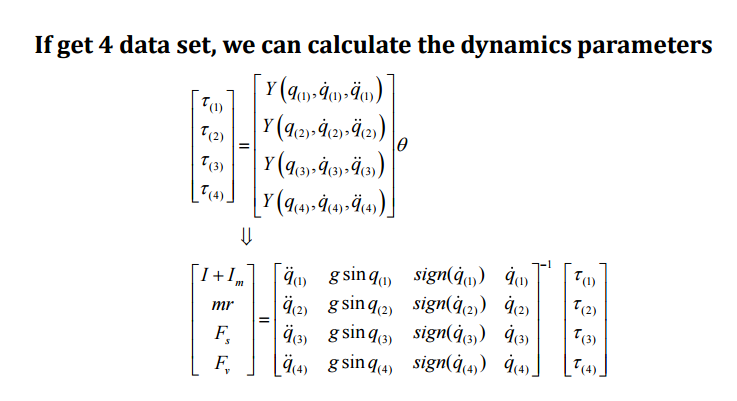 If get 4 data set, we can calculate the dynamics parameters
[τ(1) τ(2) τ(3) τ(4)] = [Y(q(1), q̇(1), q̈(1)) Y(q(2), q̇(2), q̈(2)) Y(q(3), q̇(3), q̈(3)) Y(q(4), q̇(4), q̈(4))] θ
⇓
[I + I_m] = [q̈(1) g sin q(1) sign(q̇(1)) q̇(1)]⁻¹ [τ(1)]
[mr] [q̈(2) g sin q(2) sign(q̇(2)) q̇(2)] [τ(2)]
[F_s] [q̈(3) g sin q(3) sign(q̇(3)) q̇(3)] [τ(3)]
[F_v] [q̈(4) g sin q(4) sign(q̇(4)) q̇(4)] [τ(4)]